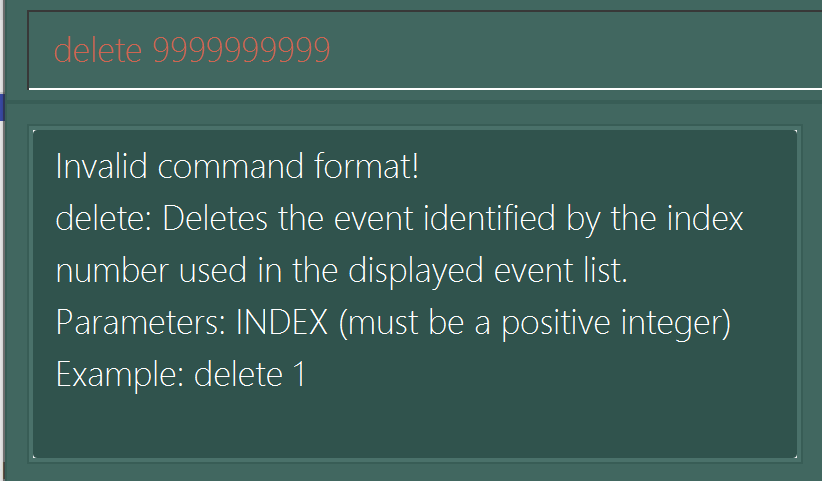 delete 9999999999
Invalid command format!
delete: Deletes the event identified by the index
number used in the displayed event list.
Parameters: INDEX (must be a positive integer)
Example: delete 1